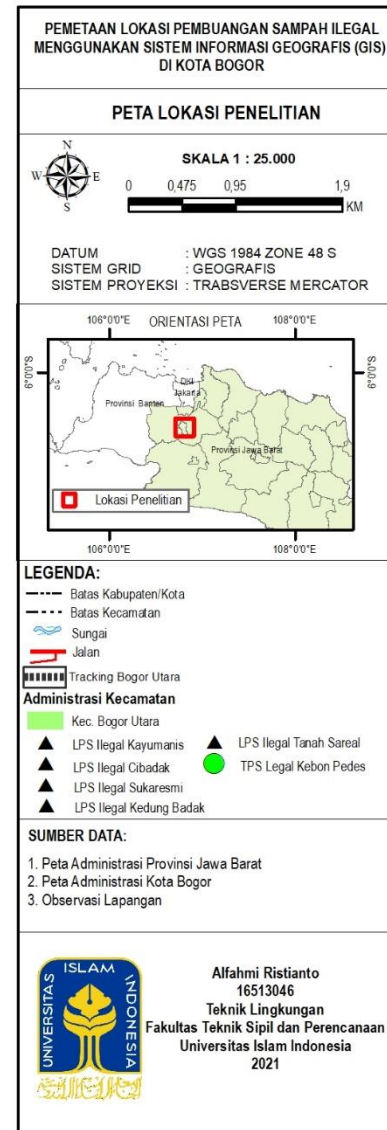 PEMETAAN LOKASI PEMBUANGAN SAMPAH ILEGAL
MENGGUNAKAN SISTEM INFORMASI GEOGRAFIS (GIS)
DI KOTA BOGOR
PETA LOKASI PENELITIAN
N
W E
S
SKALA 1 : 25.000
0 0,475 0,95 1,9
KM
DATUM : WGS 1984 ZONE 48 S
SISTEM GRID : GEOGRAFIS
SISTEM PROYEKSI : TRABSVERSE MERCATOR
106°0'0"E ORIENTASI PETA 108°0'0"E
6°0'0"S 6°0'0"S
DKI
Jakarta
Provinsi Banten
Provinsi Jawa Barat
Lokasi Penelitian
106°0'0"E 108°0'0"E
LEGENDA:
Batas Kabupaten/Kota
Batas Kecamatan
Sungai
Jalan
Tracking Bogor Utara
Administrasi Kecamatan
Kec. Bogor Utara
LPS Ilegal Kayumanis LPS Ilegal Tanah Sareal
LPS Ilegal Cibadak TPS Legal Kebon Pedes
LPS Ilegal Sukaresmi
LPS Ilegal Kedung Badak
SUMBER DATA:
1. Peta Administrasi Provinsi Jawa Barat
2. Peta Administrasi Kota Bogor
3. Observasi Lapangan
UNIVERSITAS
ISLAM
INDONESIA
Alfahmi Ristianto
16513046
Teknik Lingkungan
Fakultas Teknik Sipil dan Perencanaan
Universitas Islam Indonesia
2021